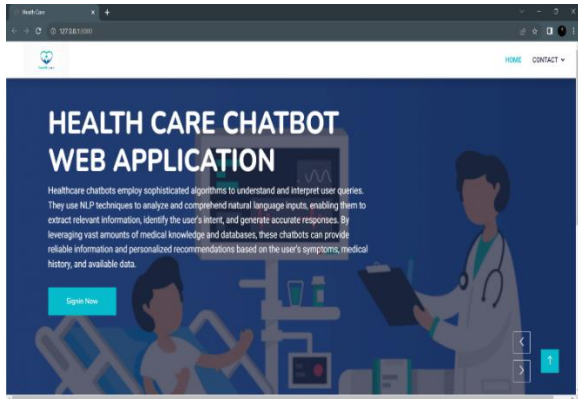 Health Care
127.0.0.1:8080
HOME CONTACT
HEALTH CARE CHATBOT
WEB APPLICATION
Healthcare chatbots employ sophisticated algorithms to understand and interpret user queries.
They use NLP techniques to analyze and comprehend natural language inputs, enabling them to
extract relevant information, identify the user's intent, and generate accurate responses. By
leveraging vast amounts of medical knowledge and databases, these chatbots can provide
reliable information and personalized recommendations based on the user's symptoms, medical
history, and available data.
Signin Now